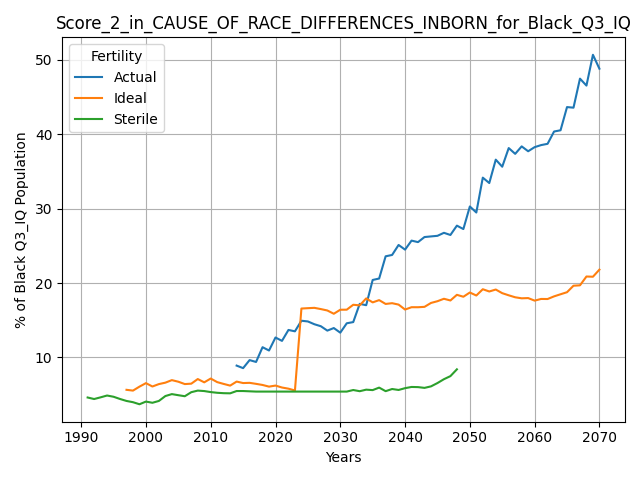 Score_2_in_CAUSE_OF_RACE_DIFFERENCES_INBORN_for_Black_Q3_IQ
Fertility
Actual
Ideal
Sterile
% of Black Q3_IQ Population
50
40
30
20
10
1990 2000 2010 2020 2030 2040 2050 2060 2070
Years